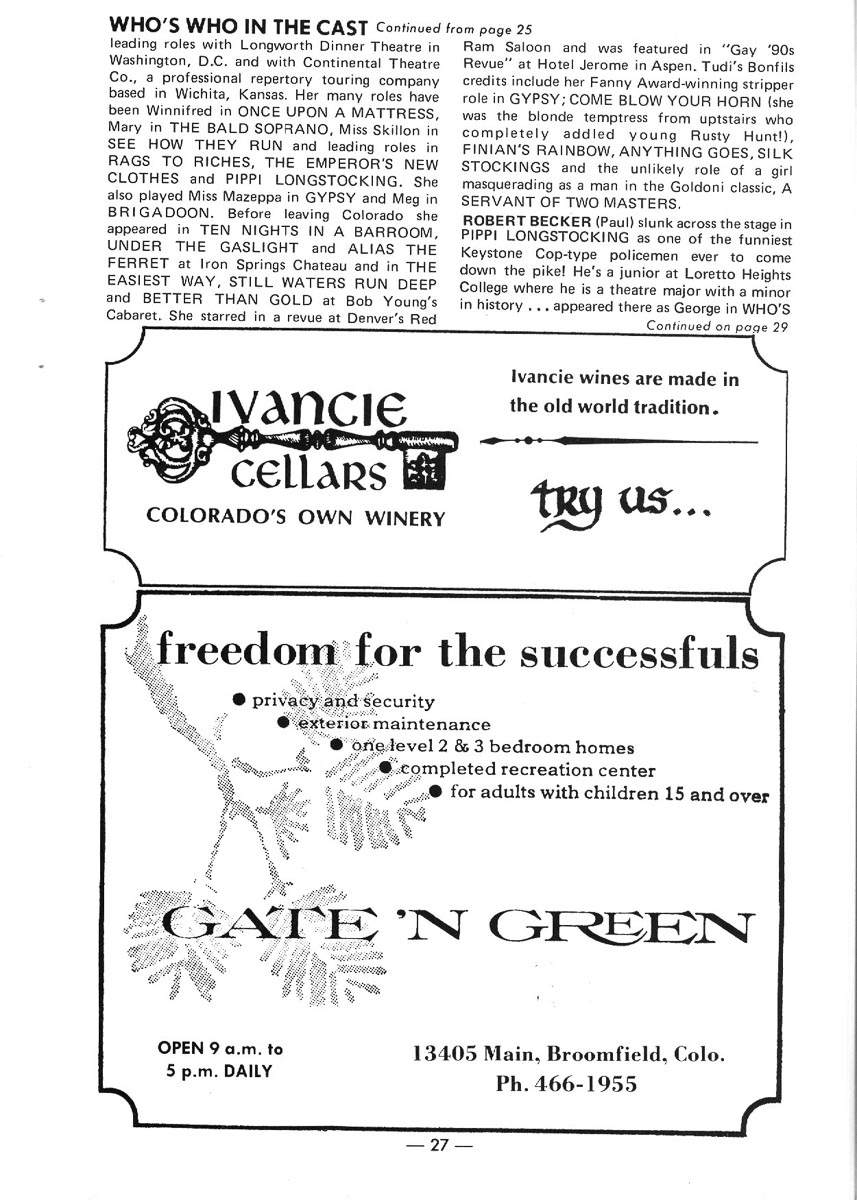 WHO'S WHO IN THE CAST Continued from page 25
leading roles with Longworth Dinner Theatre in
Washington, D.C. and with Continental Theatre
Co., a professional repertory touring company
based in Wichita, Kansas. Her many roles have
been Winnifred in ONCE UPON A MATTRESS,
Mary in THE BALD SOPRANO, Miss Skillon in
SEE HOW THEY RUN and leading roles in
RAGS TO RICHES, THE EMPEROR'S NEW
CLOTHES and PIPPI LONGSTOCKING. She
also played Miss Mazeppa in GYPSY and Meg in
BRIGADOON. Before leaving Colorado she
appeared in TEN NIGHTS IN A BARROOM,
UNDER THE GASLIGHT and ALIAS THE
FERRET at Iron Springs Chateau and in THE
EASIEST WAY, STILL WATERS RUN DEEP
and BETTER THAN GOLD at Bob Young's
Cabaret. She starred in a revue at Denver's Red
Ram Saloon and was featured in "Gay '90s
Revue" at Hotel Jerome in Aspen. Tudi's Bonfils
credits include her Fanny Award-winning stripper
role in GYPSY; COME BLOW YOUR HORN (she
was the blonde temptress from uptstairs who
completely addled young Rusty Hunt!),
FINIAN'S RAINBOW, ANYTHING GOES, SILK
STOCKINGS and the unlikely role of a girl
masquerading as a man in the Goldoni classic, A
SERVANT OF TWO MASTERS.
ROBERT BECKER (Paul) slunk across the stage in
PIPPI LONGSTOCKING as one of the funniest
Keystone Cop-type policemen ever to come
down the pike! He's a junior at Loretto Heights
College where he is a theatre major with a minor
in history ... appeared there as George in WHO'S
Continued on page 29
IVANCIE
CELLARS
COLORADO'S OWN WINERY
Ivancie wines are made in
the old world tradition.
try us...
freedom for the successfuls
● privacy and security
● exterior maintenance
● one level 2 & 3 bedroom homes
● completed recreation center
● for adults with children 15 and over
GATE 'N GREEN
OPEN 9 a.m. to
5 p.m. DAILY
13405 Main, Broomfield, Colo.
Ph. 466-1955
— 27 —